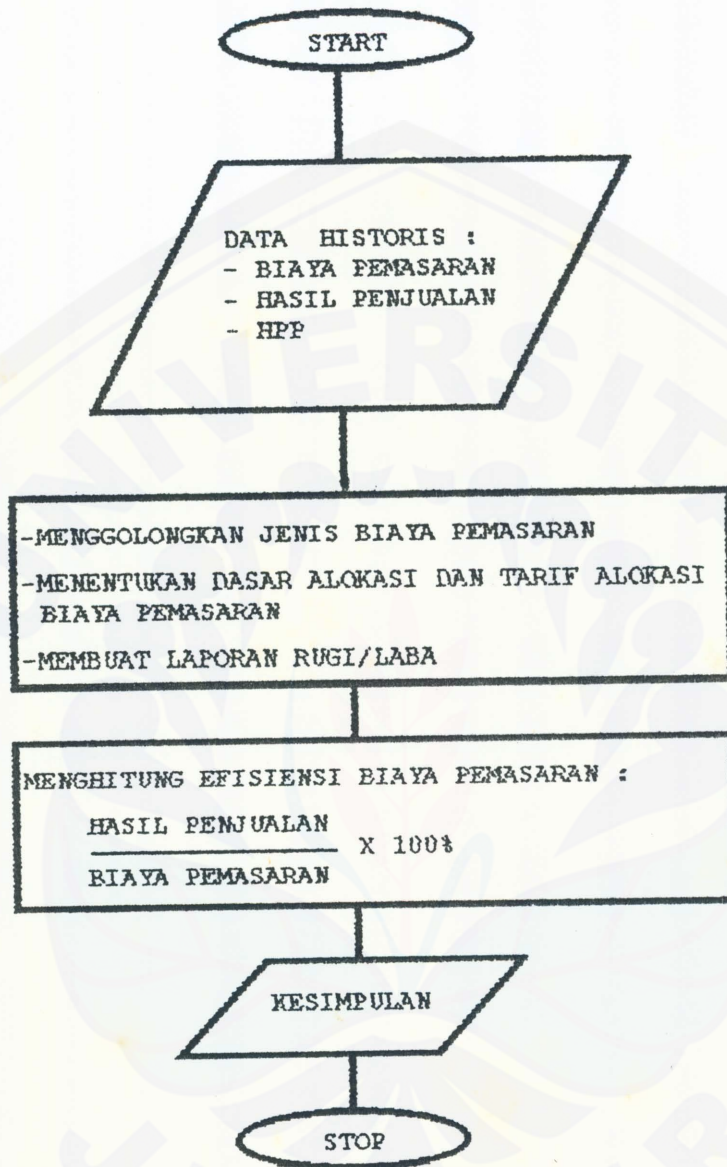 START
DATA HISTORIS :
- BIAYA PEMASARAN
- HASIL PENJUALAN
- HPP
-MENGGOLONGKAN JENIS BIAYA PEMASARAN
-MENENTUKAN DASAR ALOKASI DAN TARIF ALOKASI
BIAYA PEMASARAN
-MEMBUAT LAPORAN RUGI/LABA
MENGHITUNG EFISIENSI BIAYA PEMASARAN :
HASIL PENJUALAN
X 100%
BIAYA PEMASARAN
KESIMPULAN
STOP
UNIVERSITA